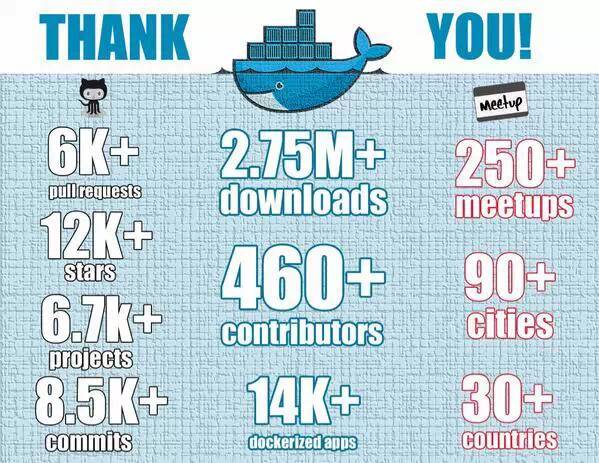 THANK YOU!
6K+
pull requests
12K+
stars
6.7k+
projects
8.5K+
commits
2.75M+
downloads
460+
contributors
14K+
dockerized apps
meetup
250+
meetups
90+
cities
30+
countries